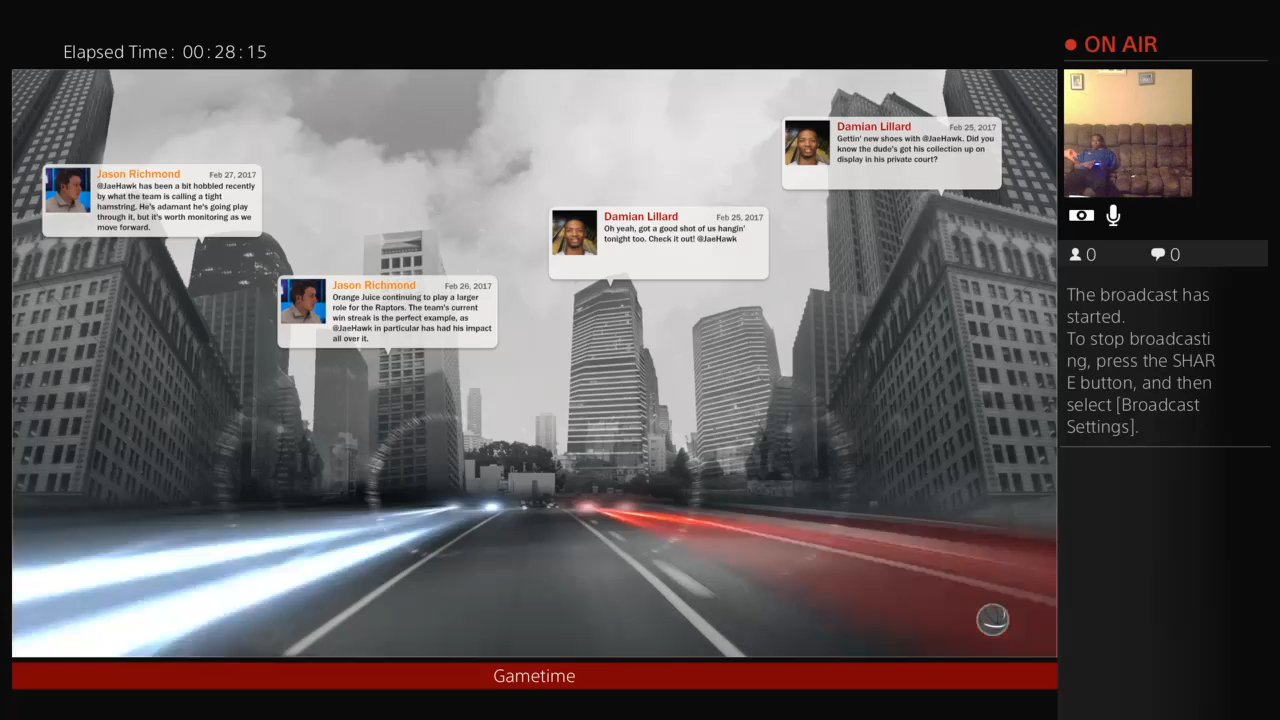 Elapsed Time: 00:28:15
ON AIR
Jason Richmond Feb 27, 2017
@JaeHawk has been a bit hobbled recently
by what the team is calling a tight
hamstring. He's adamant he's going play
through it, but it's worth monitoring as we
move forward.
Jason Richmond Feb 26, 2017
Orange Juice continuing to play a larger
role for the Raptors. The team's current
win streak is the perfect example, as
@JaeHawk in particular has had his impact
all over it.
Damian Lillard Feb 25, 2017
Oh yeah, got a good shot of us hangin'
tonight too. Check it out! @JaeHawk
Damian Lillard Feb 25, 2017
Gettin' new shoes with @JaeHawk. Did you
know the dude's got his collection up on
display in his private court?
0 0
The broadcast has
started.
To stop broadcasti
ng, press the SHAR
E button, and then
select [Broadcast
Settings].
Gametime